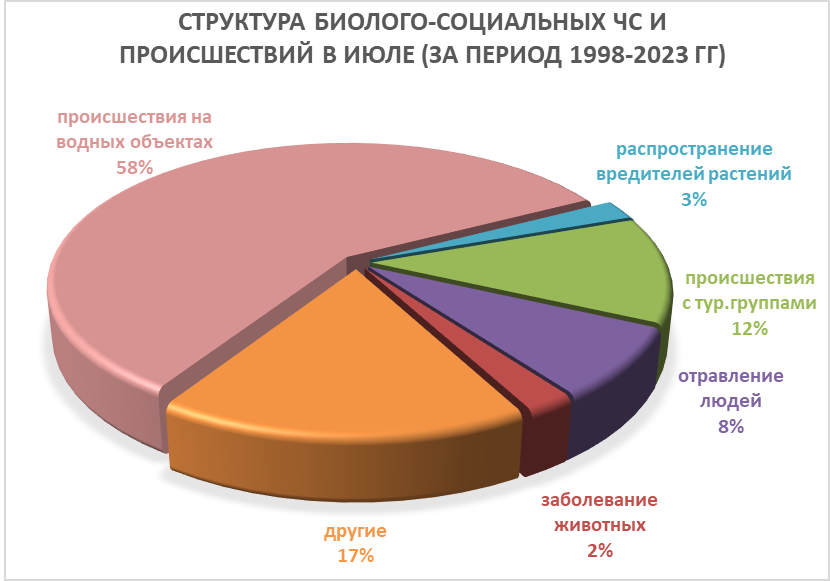 СТРУКТУРА БИОЛОГО-СОЦИАЛЬНЫХ ЧС И
ПРОИСШЕСТВИЙ В ИЮЛЕ (ЗА ПЕРИОД 1998-2023 ГГ)
происшествия на
водных объектах
58%
распространение
вредителей растений
3%
происшествия
с тур.группами
12%
отравление
людей
8%
заболевание
животных
2%
другие
17%